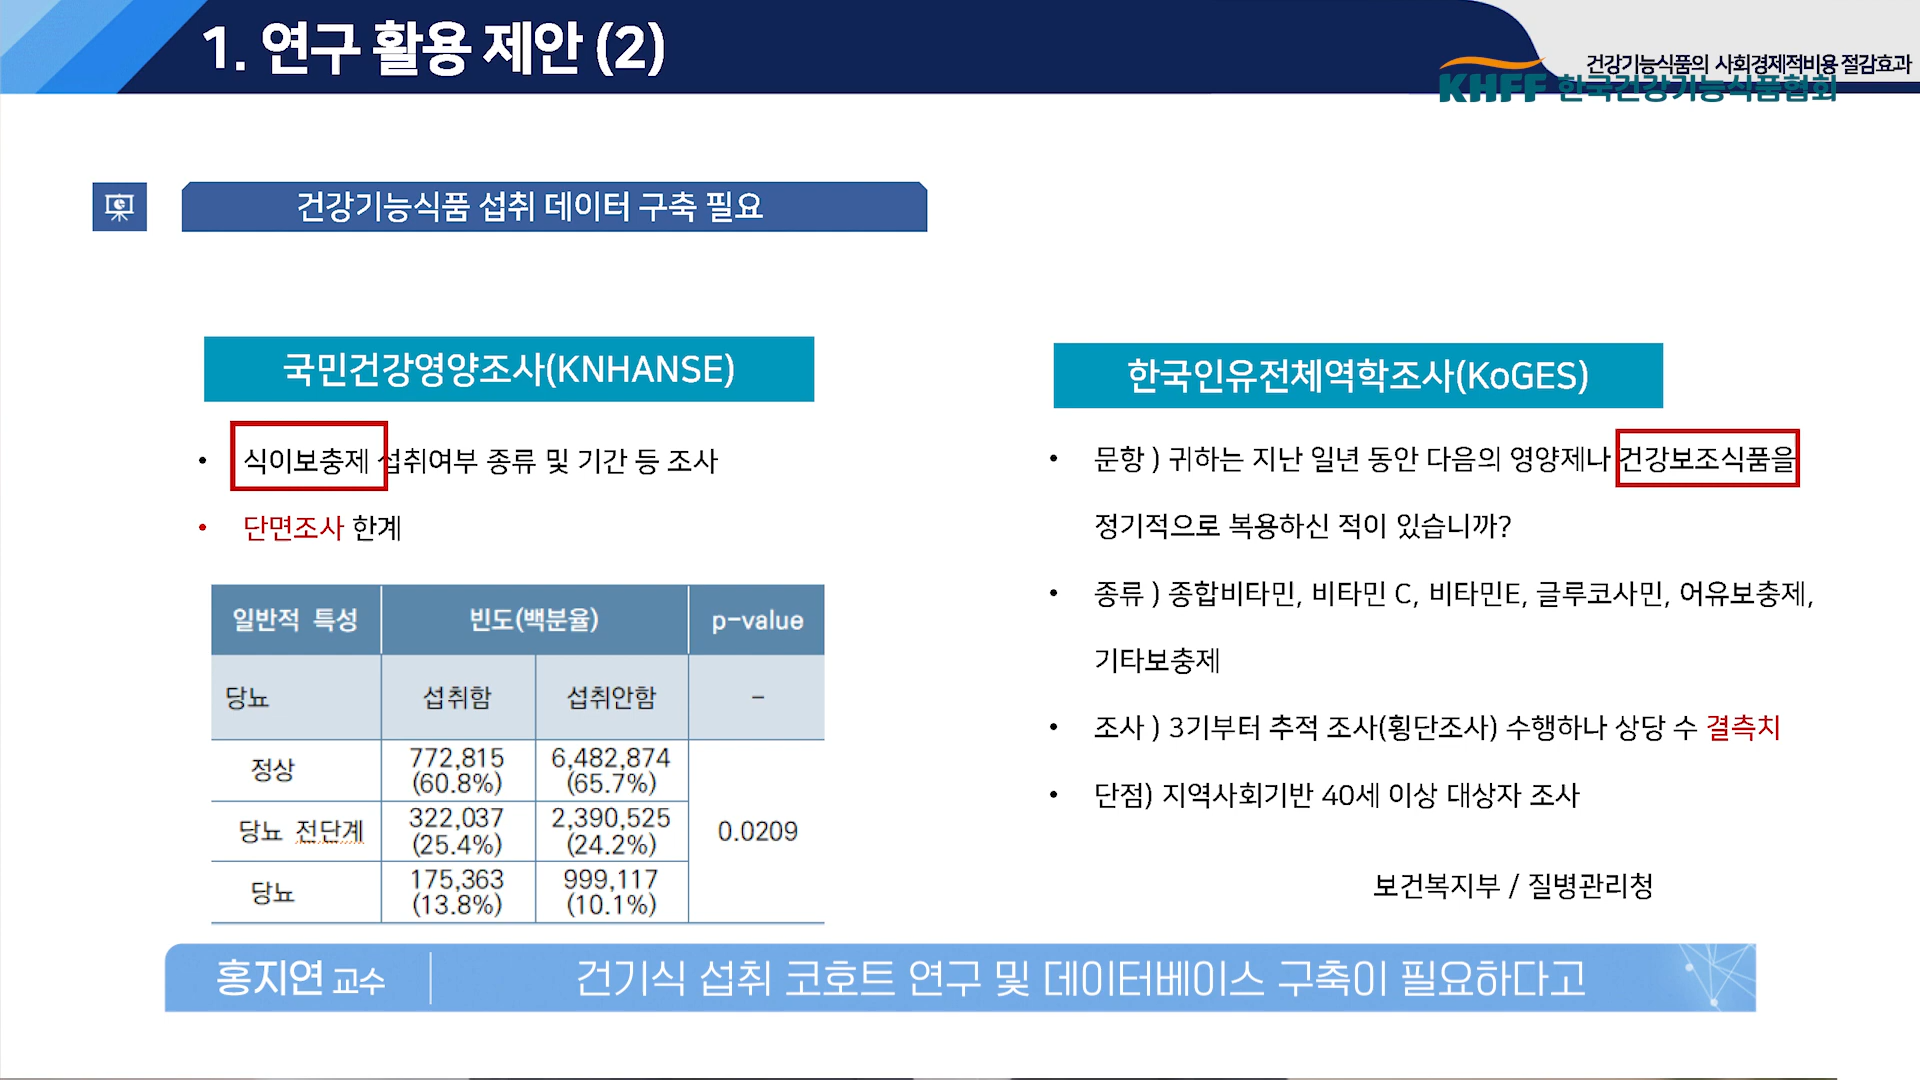 1. 연구 활용 제안 (2)
건강기능식품의 사회경제적비용 절감효과
KHFF 한국건강기능식품협회
건강기능식품 섭취 데이터 구축 필요
국민건강영양조사(KNHANSE)
• 식이보충제 섭취여부 종류 및 기간 등 조사
• 단면조사 한계
일반적 특성 빈도(백분율) p-value
당뇨 섭취함 섭취안함 -
정상 772,815 (60.8%) 6,482,874 (65.7%)
당뇨 전단계 322,037 (25.4%) 2,390,525 (24.2%) 0.0209
당뇨 175,363 (13.8%) 999,117 (10.1%)
한국인유전체역학조사(KoGES)
• 문항 ) 귀하는 지난 일년 동안 다음의 영양제나 건강보조식품을
정기적으로 복용하신 적이 있습니까?
• 종류 ) 종합비타민, 비타민 C, 비타민E, 글루코사민, 어유보충제,
기타보충제
• 조사 ) 3기부터 추적 조사(횡단조사) 수행하나 상당 수 결측치
• 단점) 지역사회기반 40세 이상 대상자 조사
보건복지부 / 질병관리청
홍지연 교수 건기식 섭취 코호트 연구 및 데이터베이스 구축이 필요하다고